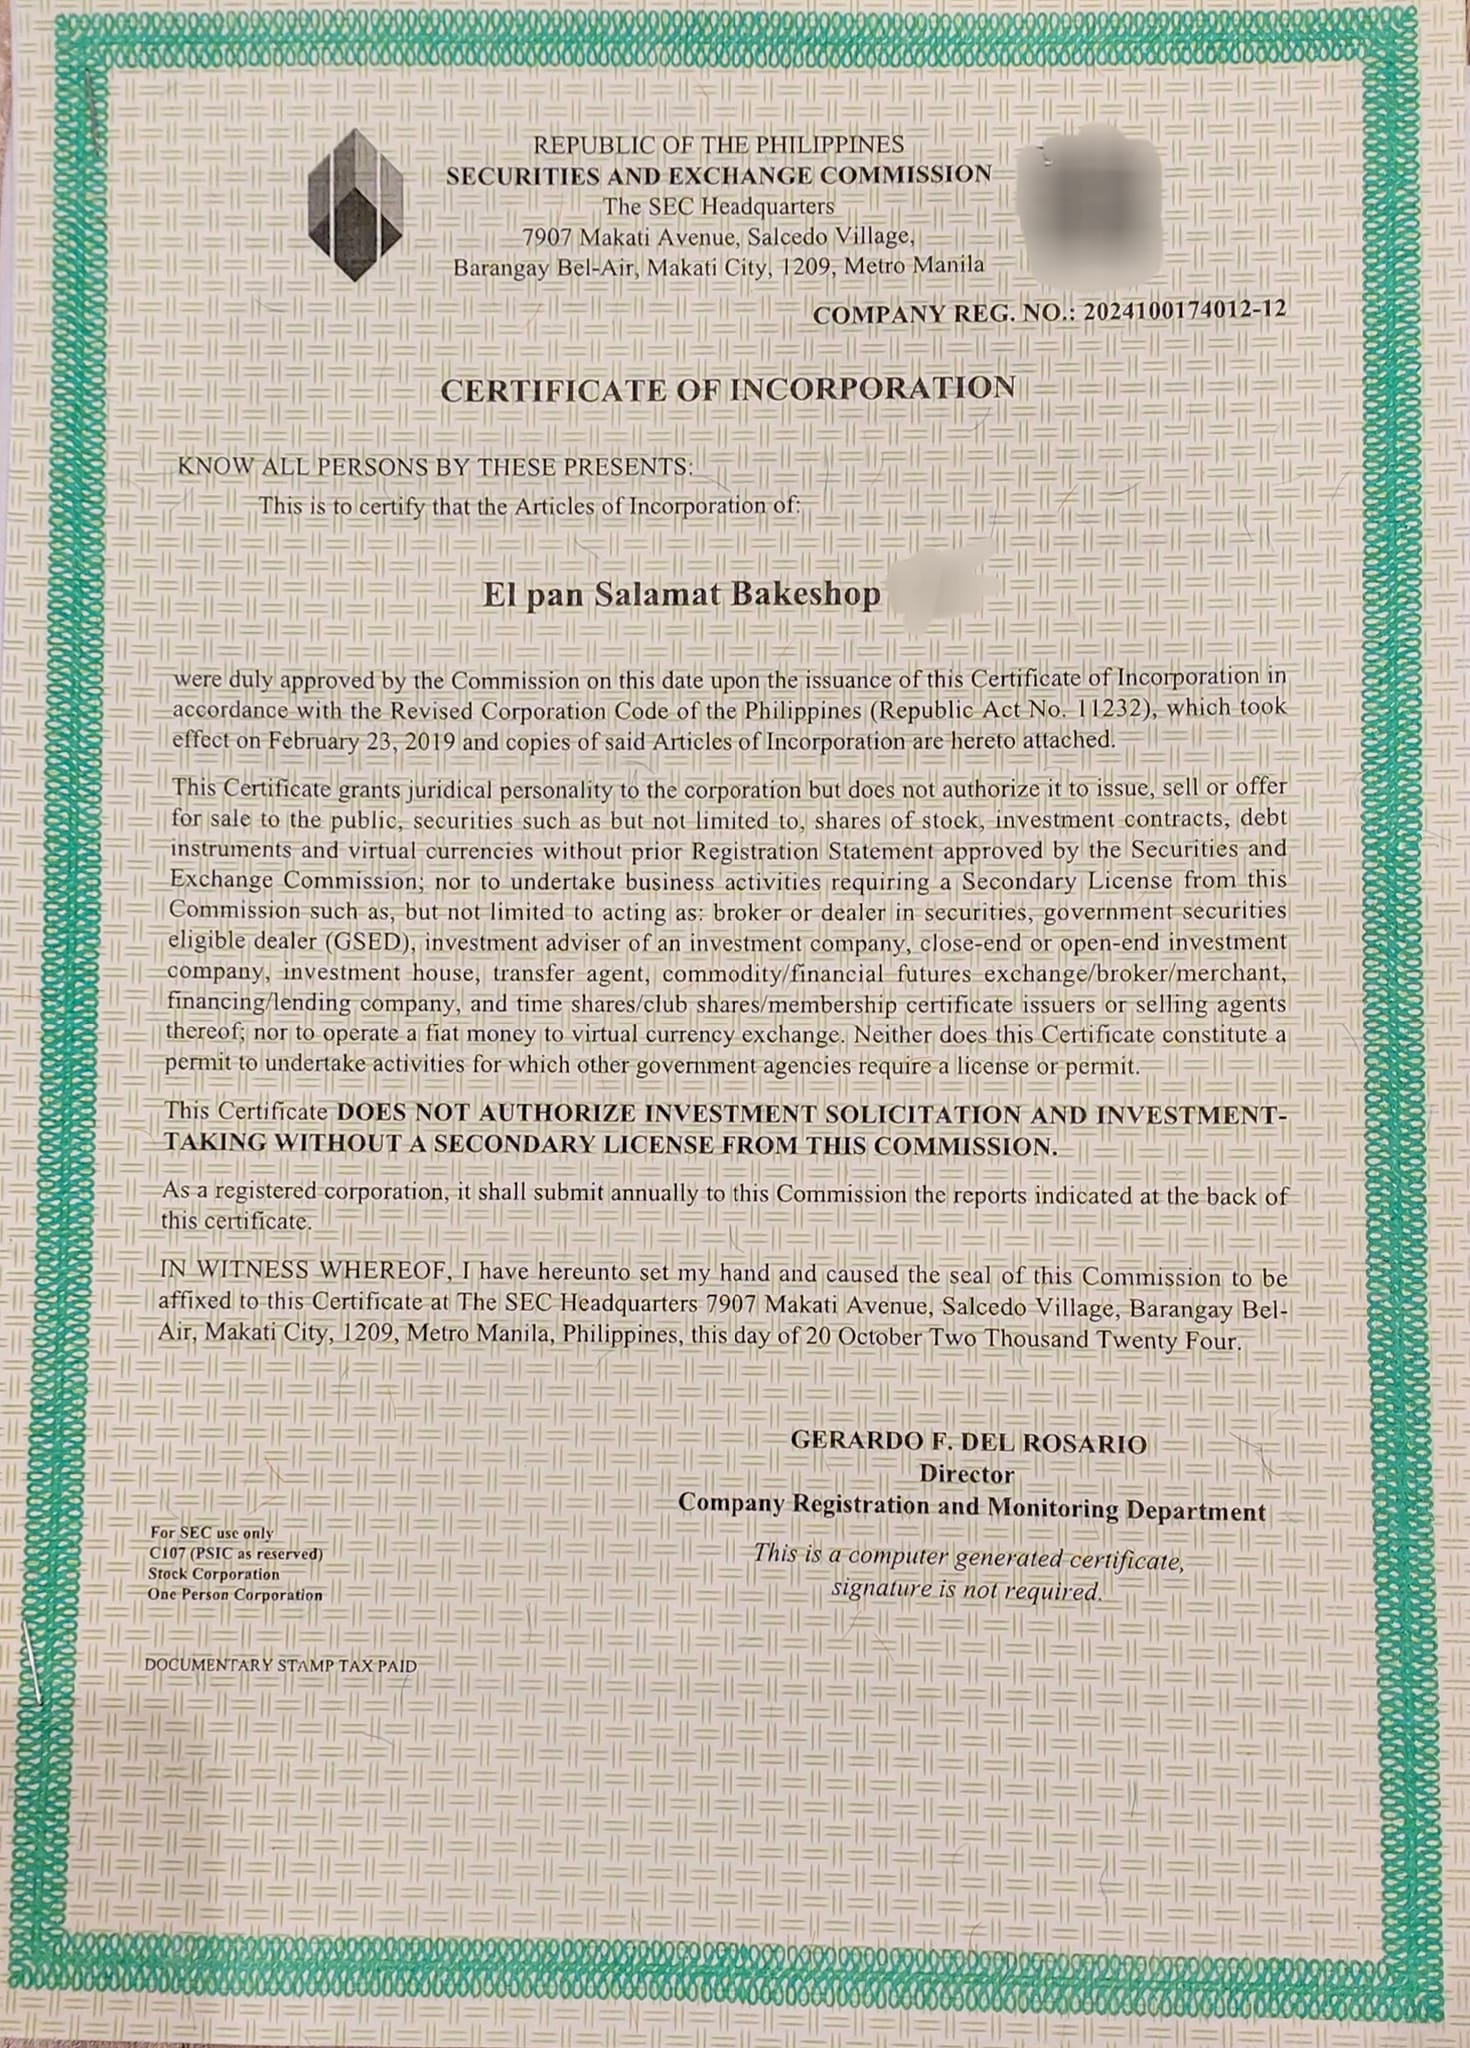 REPUBLIC OF THE PHILIPPINES
SECURITIES AND EXCHANGE COMMISSION
The SEC Headquarters
7907 Makati Avenue, Salcedo Village,
Barangay Bel-Air, Makati City, 1209, Metro Manila
COMPANY REG. NO.: 2024100174012-12
CERTIFICATE OF INCORPORATION
KNOW ALL PERSONS BY THESE PRESENTS:
This is to certify that the Articles of Incorporation of:
El pan Salamat Bakeshop
were duly approved by the Commission on this date upon the issuance of this Certificate of Incorporation in
accordance with the Revised Corporation Code of the Philippines (Republic Act No. 11232), which took
effect on February 23, 2019 and copies of said Articles of Incorporation are hereto attached.
This Certificate grants juridical personality to the corporation but does not authorize it to issue, sell or offer
for sale to the public, securities such as but not limited to, shares of stock, investment contracts, debt
instruments and virtual currencies without prior Registration Statement approved by the Securities and
Exchange Commission; nor to undertake business activities requiring a Secondary License from this
Commission such as, but not limited to acting as: broker or dealer in securities, government securities
eligible dealer (GSED), investment adviser of an investment company, close-end or open-end investment
company, investment house, transfer agent, commodity/financial futures exchange/broker/merchant,
financing/lending company, and time shares/club shares/membership certificate issuers or selling agents
thereof; nor to operate a fiat money to virtual currency exchange. Neither does this Certificate constitute a
permit to undertake activities for which other government agencies require a license or permit.
This Certificate DOES NOT AUTHORIZE INVESTMENT SOLICITATION AND INVESTMENT-
TAKING WITHOUT A SECONDARY LICENSE FROM THIS COMMISSION.
As a registered corporation, it shall submit annually to this Commission the reports indicated at the back of
this certificate.
IN WITNESS WHEREOF, I have hereunto set my hand and caused the seal of this Commission to be
affixed to this Certificate at The SEC Headquarters 7907 Makati Avenue, Salcedo Village, Barangay Bel-
Air, Makati City, 1209, Metro Manila, Philippines, this day of 20 October Two Thousand Twenty Four.
GERARDO F. DEL ROSARIO
Director
Company Registration and Monitoring Department
This is a computer generated certificate,
signature is not required.
For SEC use only
C107 (PSIC as reserved)
Stock Corporation
One Person Corporation
DOCUMENTARY STAMP TAX PAID